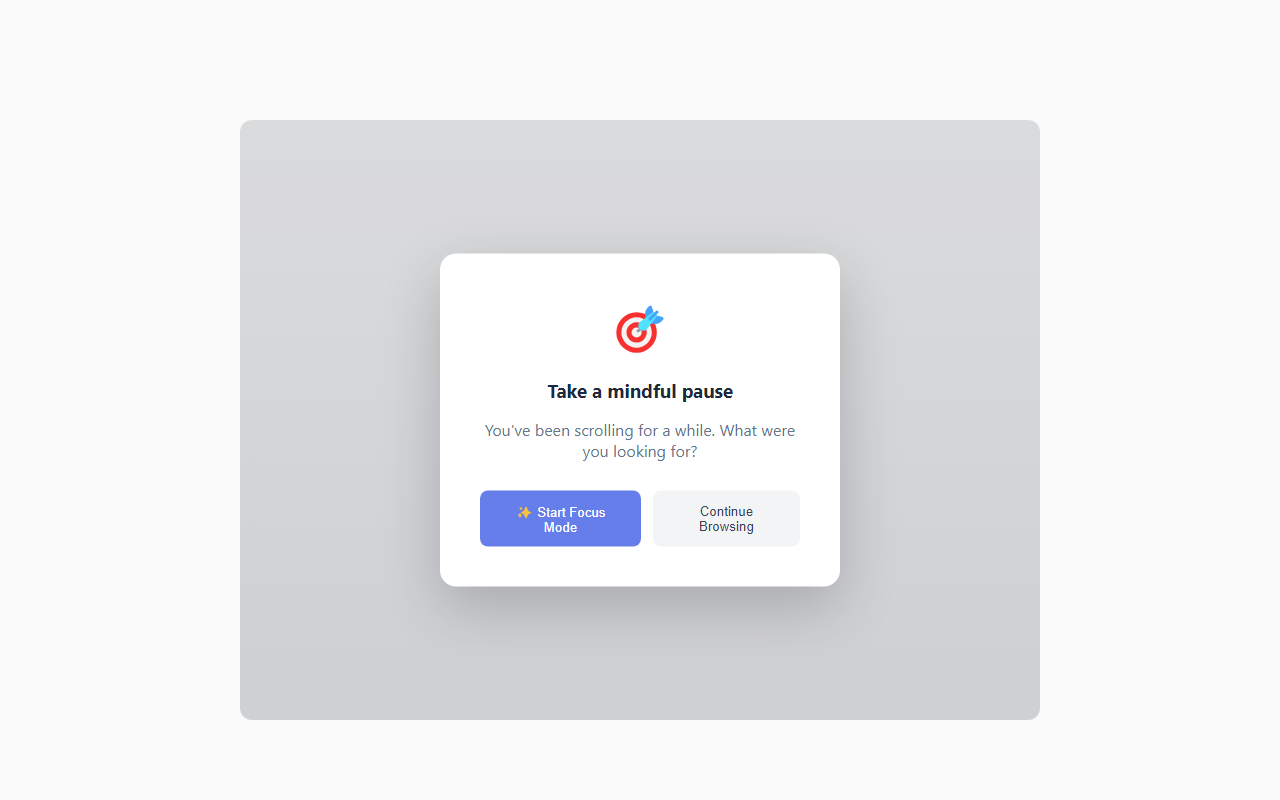 Take a mindful pause
You've been scrolling for a while. What were
you looking for?
✨ Start Focus
Mode
Continue
Browsing